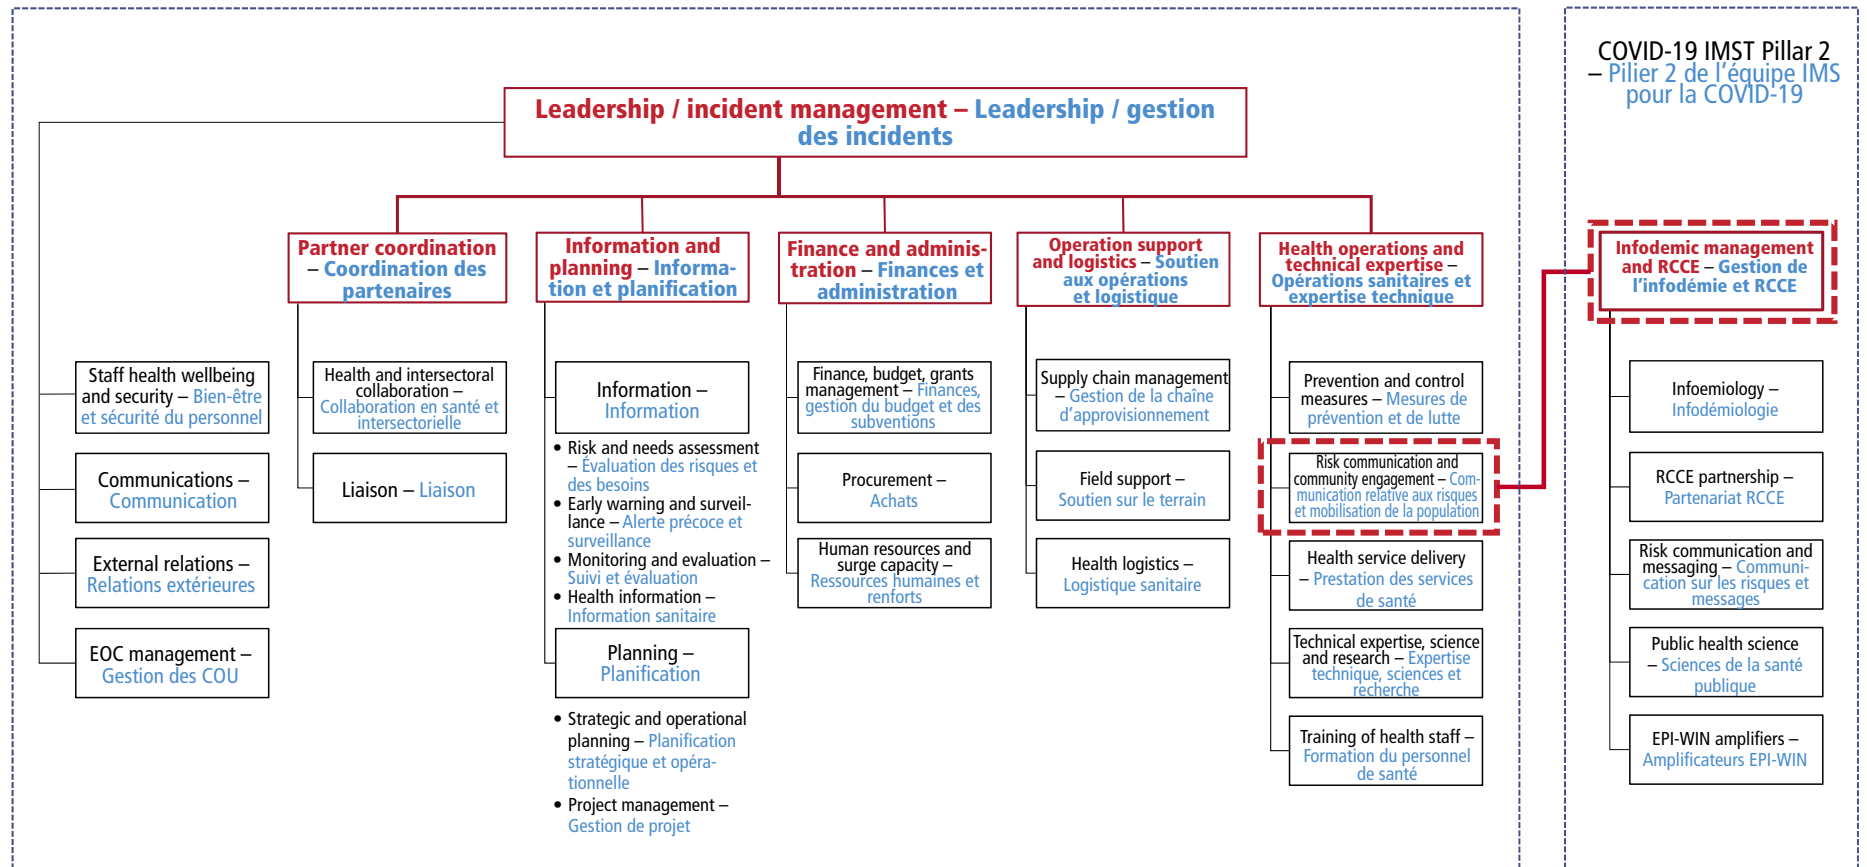 COVID-19 IMST Pillar 2
– Pilier 2 de l’équipe IMS
pour la COVID-19
Leadership / incident management – Leadership / gestion
des incidents
Partner coordination
– Coordination des
partenaires
Information and
planning – Informa-
tion et planification
Finance and adminis-
tration – Finances et
administration
Operation support
and logistics – Soutien
aux opérations
et logistique
Health operations and
technical expertise –
Opérations sanitaires et
expertise technique
Infodemic management
and RCCE – Gestion de
l’infodémie et RCCE
Staff health wellbeing
and security – Bien-être
et sécurité du personnel
Communications –
Communication
External relations –
Relations extérieures
EOC management –
Gestion des COU
Health and intersectoral
collaboration –
Collaboration en santé et
intersectorielle
Liaison – Liaison
Information –
Information
• Risk and needs assessment
– Évaluation des risques et
des besoins
• Early warning and surveil-
lance – Alerte précoce et
surveillance
• Monitoring and evaluation –
Suivi et évaluation
• Health information –
Information sanitaire
Planning –
Planification
• Strategic and operational
planning – Planification
stratégique et opéra-
tionnelle
• Project management –
Gestion de projet
Finance, budget, grants
management – Finances,
gestion du budget et des
subventions
Procurement –
Achats
Human resources and
surge capacity –
Ressources humaines et
renforts
Supply chain management
– Gestion de la chaîne
d’approvisionnement
Field support –
Soutien sur le terrain
Health logistics –
Logistique sanitaire
Prevention and control
measures – Mesures de
prévention et de lutte
Risk communication and
community engagement – Com-
munication relative aux risques
et mobilisation de la population
Health service delivery
– Prestation des services
de santé
Technical expertise, science
and research – Expertise
technique, sciences et
recherche
Training of health staff –
Formation du personnel
de santé
Infoemiology –
Infodémiologie
RCCE partnership –
Partenariat RCCE
Risk communication and
messaging – Communi-
cation sur les risques et
messages
Public health science
– Sciences de la santé
publique
EPI-WIN amplifiers –
Amplificateurs EPI-WIN